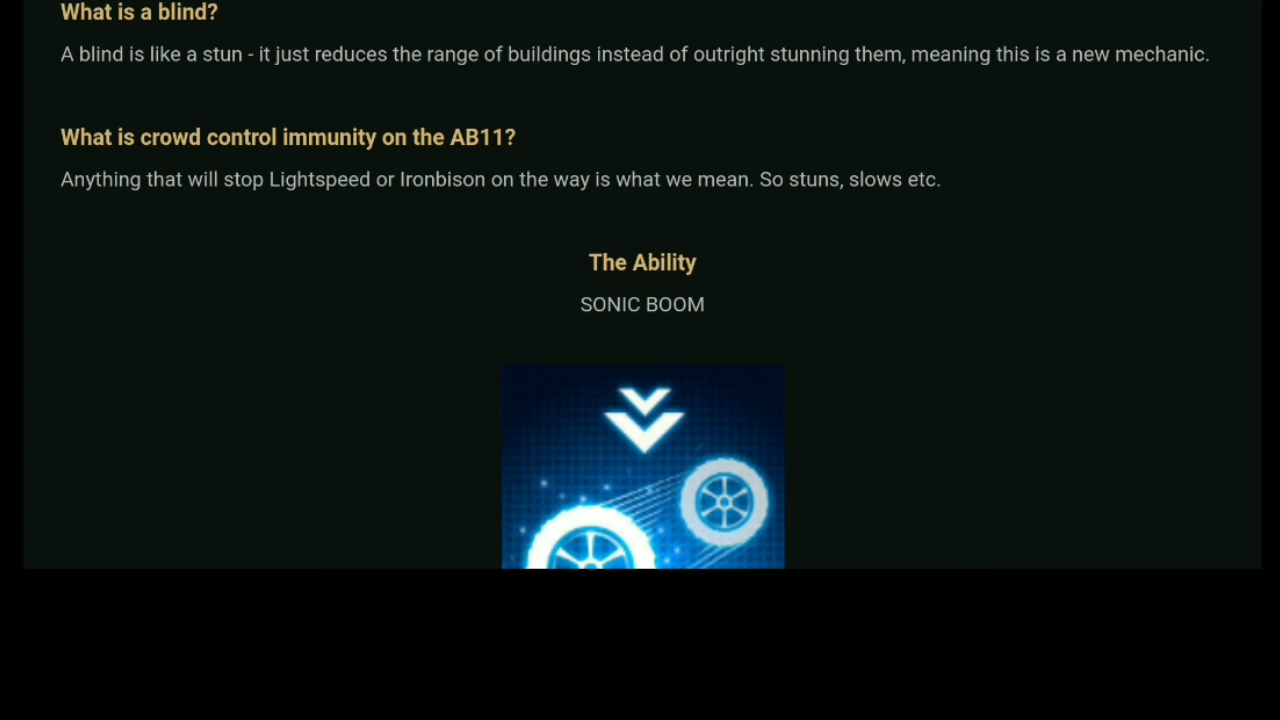 What is a blind?
A blind is like a stun - it just reduces the range of buildings instead of outright stunning them, meaning this is a new mechanic.
What is crowd control immunity on the AB11?
Anything that will stop Lightspeed or Ironbison on the way is what we mean. So stuns, slows etc.
The Ability
SONIC BOOM